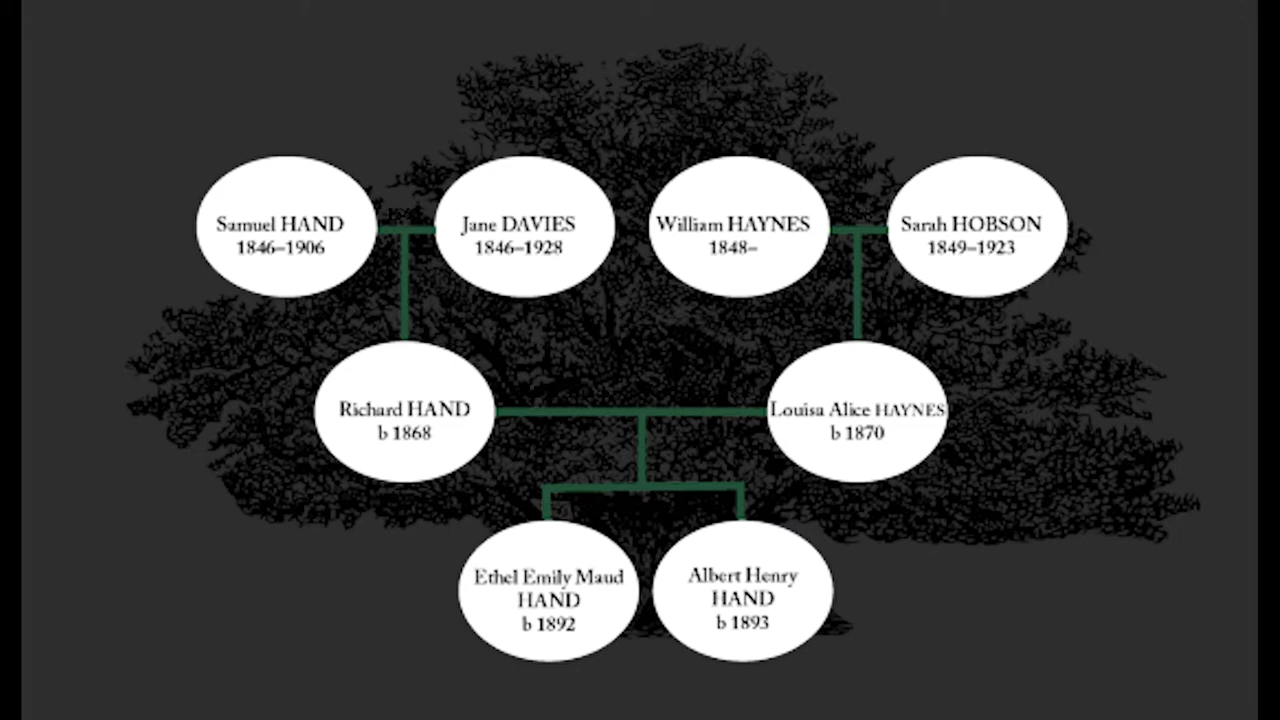 Samuel HAND
1846–1906
Jane DAVIES
1846–1928
William HAYNES
1848–
Sarah HOBSON
1849–1923
Richard HAND
b 1868
Louisa Alice HAYNES
b 1870
Ethel Emily Maud
HAND
b 1892
Albert Henry
HAND
b 1893